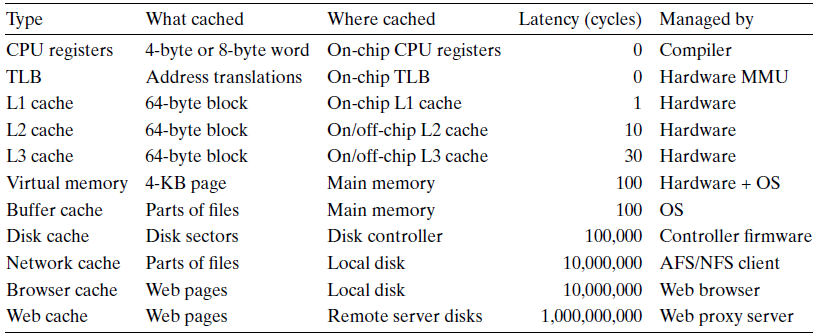 Type What cached Where cached Latency (cycles) Managed by
CPU registers 4-byte or 8-byte word On-chip CPU registers 0 Compiler
TLB Address translations On-chip TLB 0 Hardware MMU
L1 cache 64-byte block On-chip L1 cache 1 Hardware
L2 cache 64-byte block On/off-chip L2 cache 10 Hardware
L3 cache 64-byte block On/off-chip L3 cache 30 Hardware
Virtual memory 4-KB page Main memory 100 Hardware + OS
Buffer cache Parts of files Main memory 100 OS
Disk cache Disk sectors Disk controller 100,000 Controller firmware
Network cache Parts of files Local disk 10,000,000 AFS/NFS client
Browser cache Web pages Local disk 10,000,000 Web browser
Web cache Web pages Remote server disks 1,000,000,000 Web proxy server